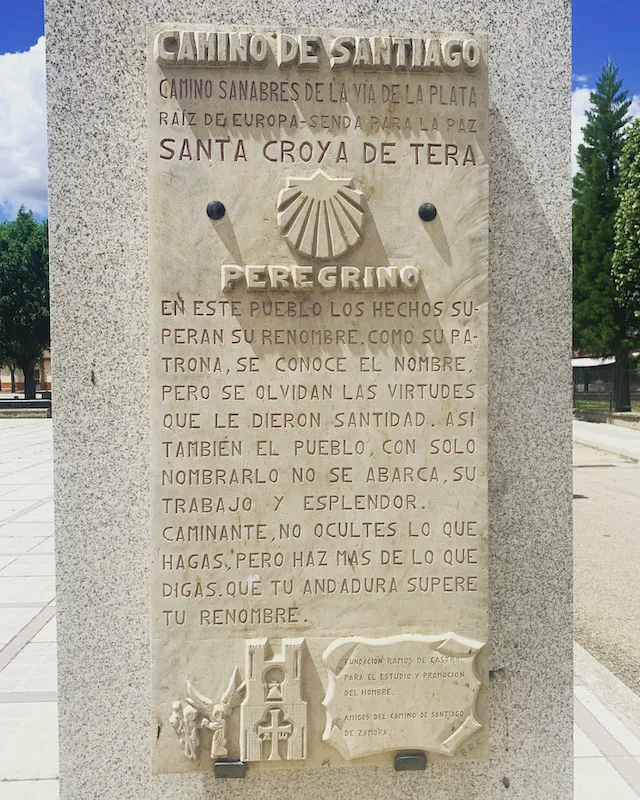 CAMINO DE SANTIAGO
CAMINO SANABRES DE LA VIA DE LA PLATA
RAÍZ DE EUROPA-SENDA PARA LA PAZ
SANTA CROYA DE TERA
PEREGRINO
EN ESTE PUEBLO LOS HECHOS SU-
PERAN SU RENOMBRE. COMO SU PA-
TRONA, SE CONOCE EL NOMBRE,
PERO SE OLVIDAN LAS VIRTUDES
QUE LE DIERON SANTIDAD. ASI
TAMBIÉN EL PUEBLO, CON SOLO
NOMBRARLO NO SE ABARCA, SU
TRABAJO Y ESPLENDOR.
CAMINANTE, NO OCULTES LO QUE
HAGAS, PERO HAZ MÁS DE LO QUE
DIGAS. QUE TU ANDADURA SUPERE
TU RENOMBRE.
FUNDACIÓN RAMOS DE CASTRO
PARA EL ESTUDIO Y PROMOCION
DEL HOMBRE.
AMIGOS DEL CAMINO DE SANTIAGO
DE ZAMORA.